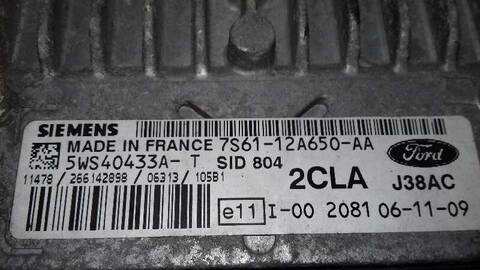 SIEMENS
MADE IN FRANCE 7S61-12A650-AA
5WS40433A- T SID 804
11478 / 266142898 / 06313 / 105B1
Ford
2CLA J38AC
e11 I-00 2081 06-11-09